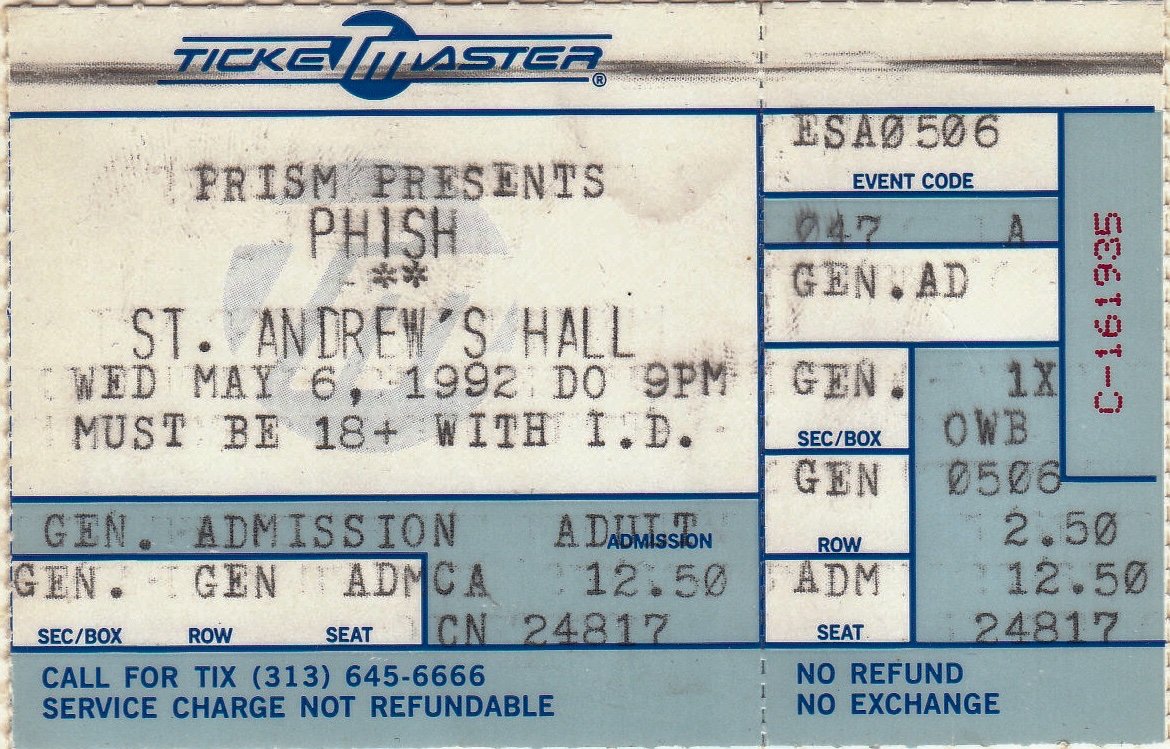 TICKETMASTER®
PRISM PRESENTS
PHISH
**
ST. ANDREW'S HALL
WED MAY 6, 1992 DO 9PM
MUST BE 18+ WITH I.D.
GEN. ADMISSION ADULT
ADMISSION
GEN. GEN ADM CA 12.50
SEC/BOX ROW SEAT CN 24817
CALL FOR TIX (313) 645-6666
SERVICE CHARGE NOT REFUNDABLE
ESA0506
EVENT CODE
047 A
GEN.AD
GEN. 1X
SEC/BOX OWB
GEN 0506
ROW 2.50
ADM 12.50
SEAT 24817
NO REFUND
NO EXCHANGE
C-161935